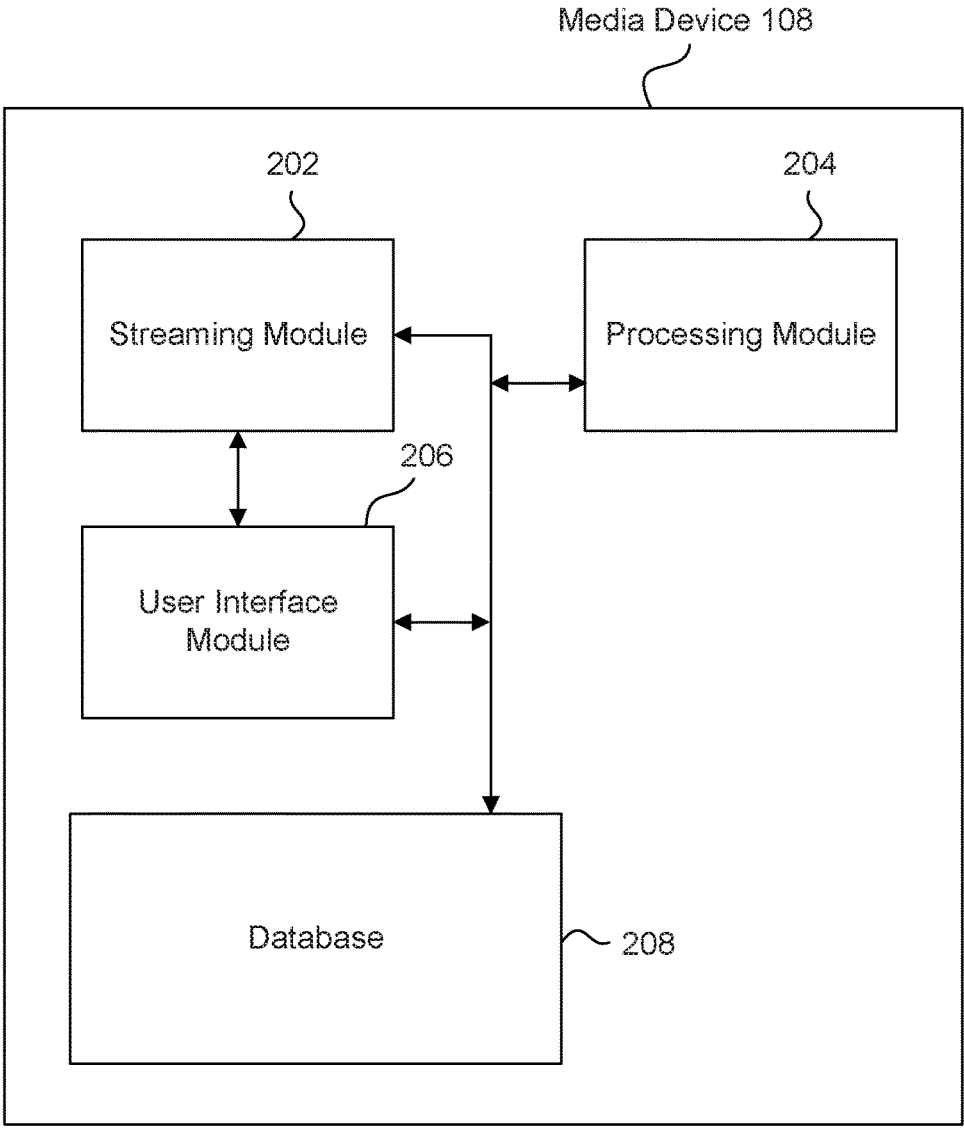 Media Device 108
202
204
Streaming Module
Processing Module
206
User Interface
Module
Database
208